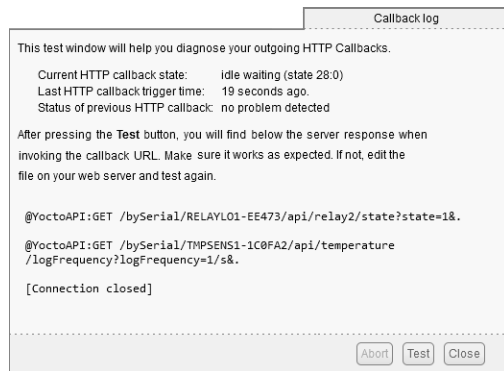 Callback log
This test window will help you diagnose your outgoing HTTP Callbacks.
Current HTTP callback state: idle waiting (state 28:0)
Last HTTP callback trigger time: 19 seconds ago.
Status of previous HTTP callback: no problem detected
After pressing the Test button, you will find below the server response when
invoking the callback URL. Make sure it works as expected. If not, edit the
file on your web server and test again.
@YoctoAPI:GET /bySerial/RELAYLO1-EE473/api/relay2/state?state=1&.
@YoctoAPI:GET /bySerial/TMPSENS1-1C0FA2/api/temperature
/logFrequency?logFrequency=1/s&.
[Connection closed]
Abort Test Close